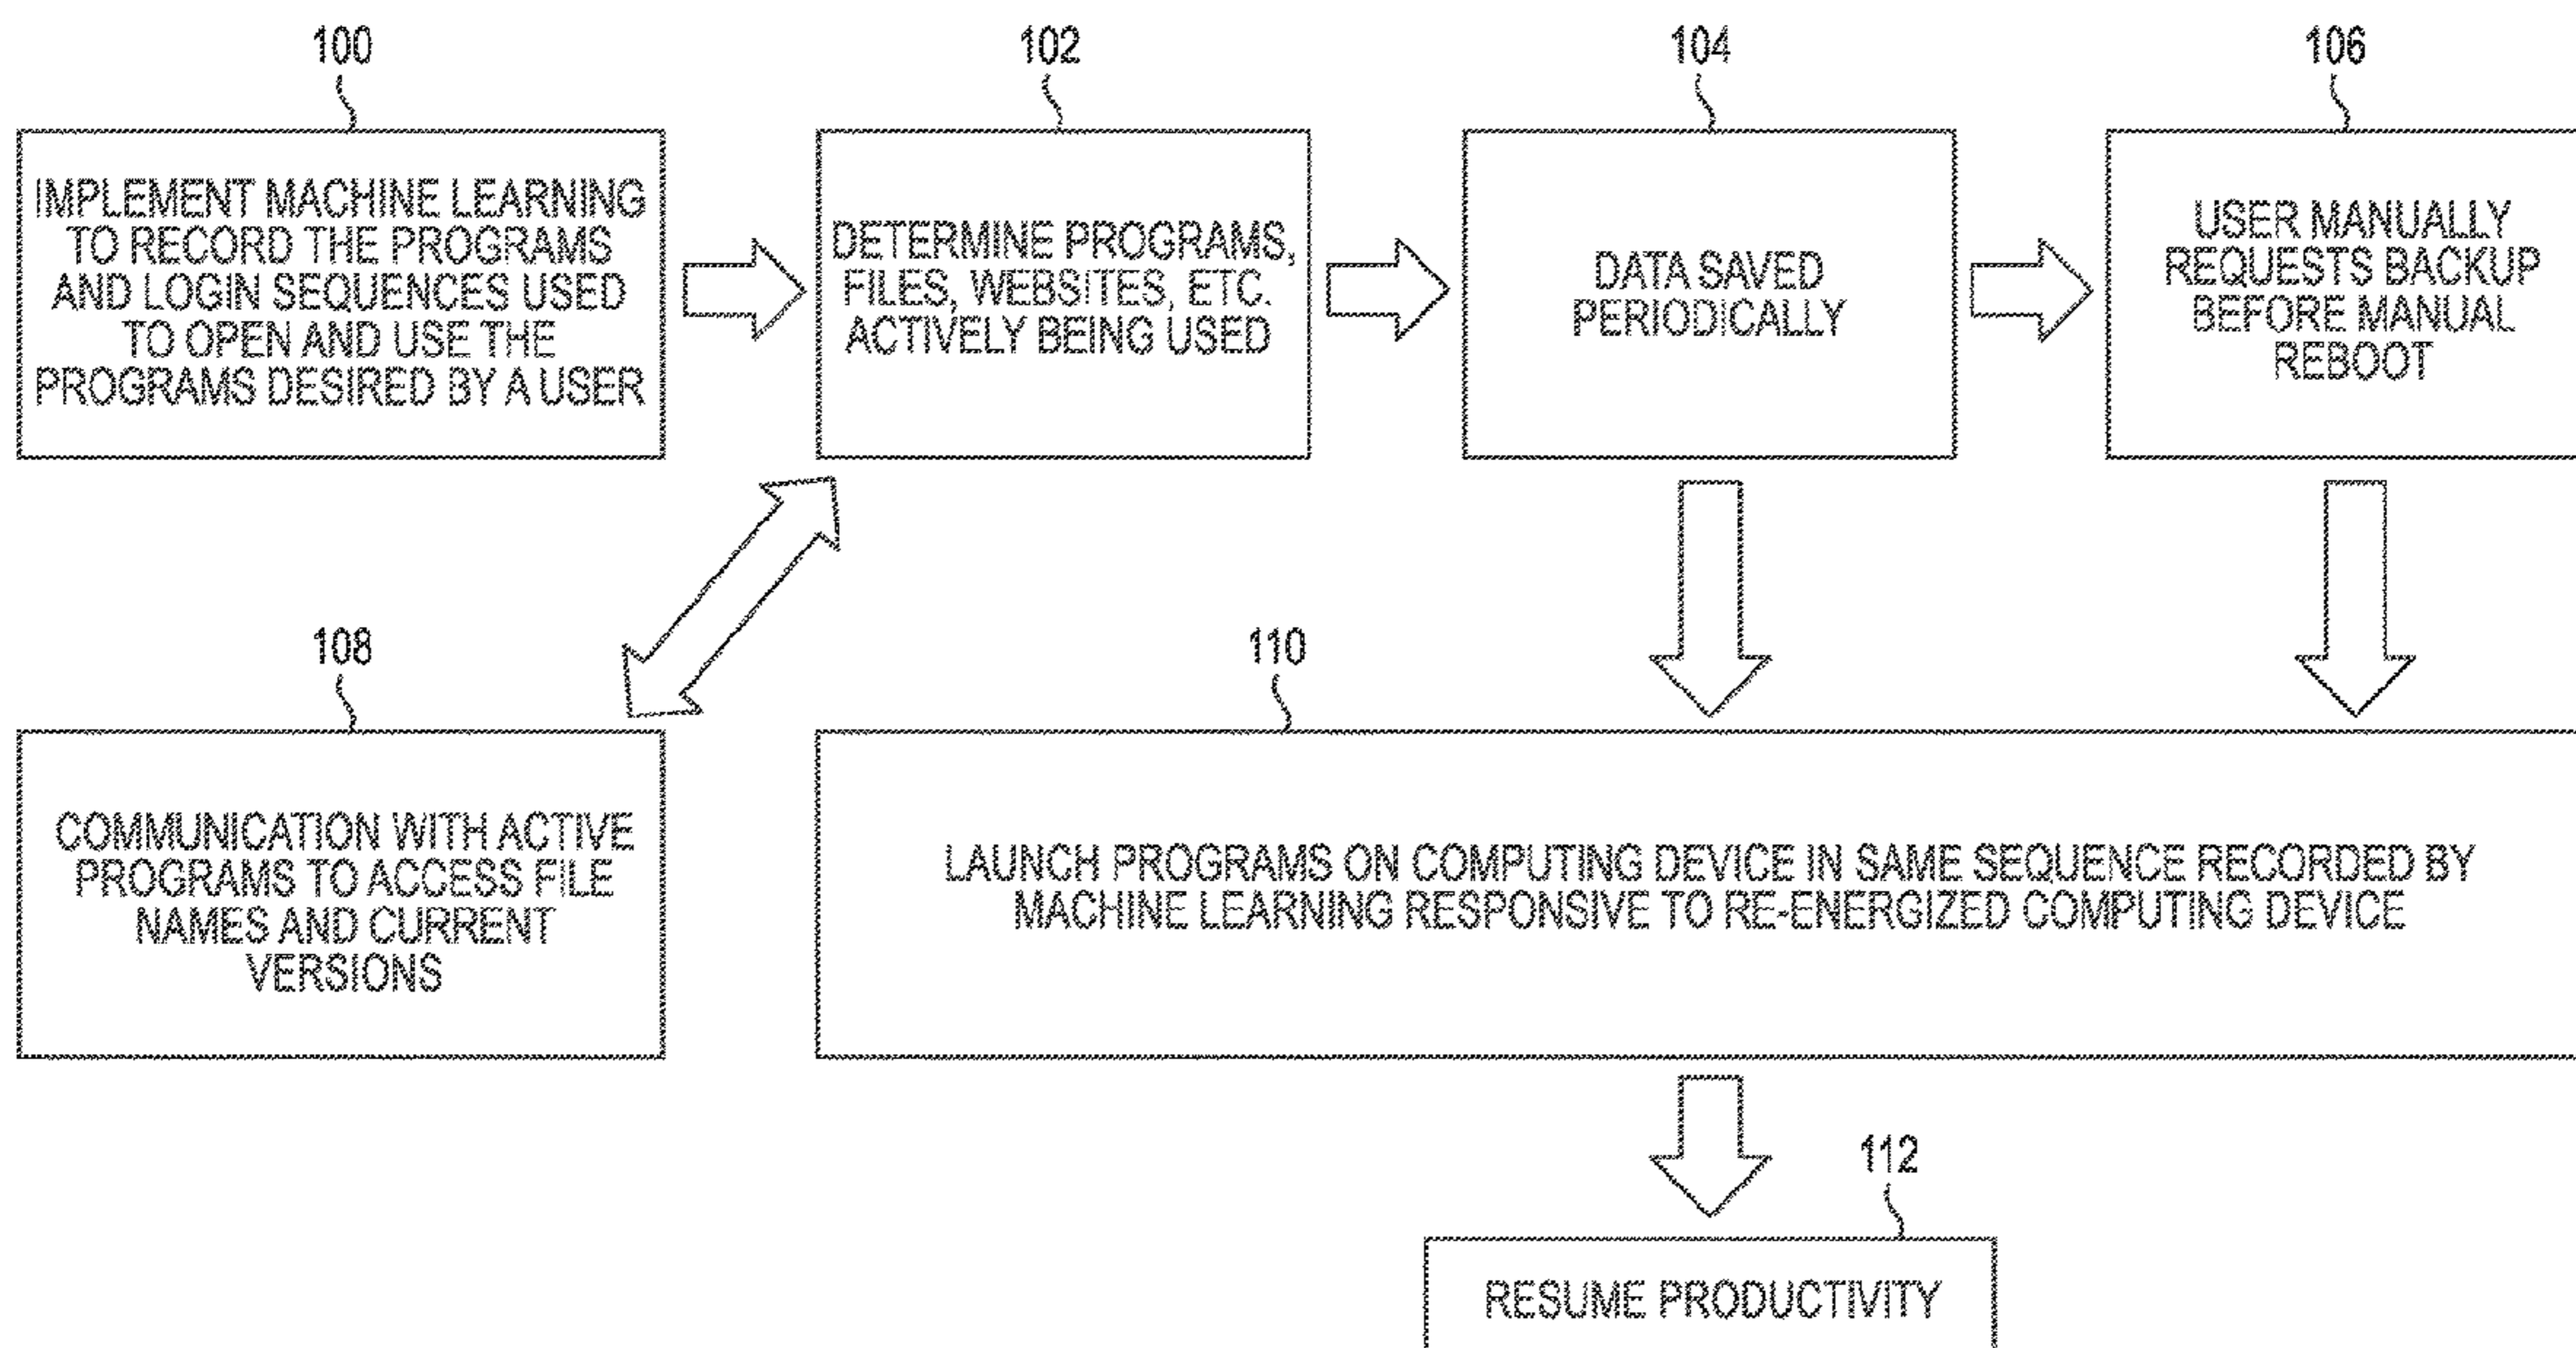 100
102
104
106
IMPLEMENT MACHINE LEARNING
TO RECORD THE PROGRAMS
AND LOGIN SEQUENCES USED
TO OPEN AND USE THE
PROGRAMS DESIRED BY A USER
DETERMINE PROGRAMS,
FILES, WEBSITES, ETC.
ACTIVELY BEING USED
DATA SAVED
PERIODICALLY
USER MANUALLY
REQUESTS BACKUP
BEFORE MANUAL
REBOOT
108
110
COMMUNICATION WITH ACTIVE
PROGRAMS TO ACCESS FILE
NAMES AND CURRENT
VERSIONS
LAUNCH PROGRAMS ON COMPUTING DEVICE IN SAME SEQUENCE RECORDED BY
MACHINE LEARNING RESPONSIVE TO RE-ENERGIZED COMPUTING DEVICE
112
RESUME PRODUCTIVITY